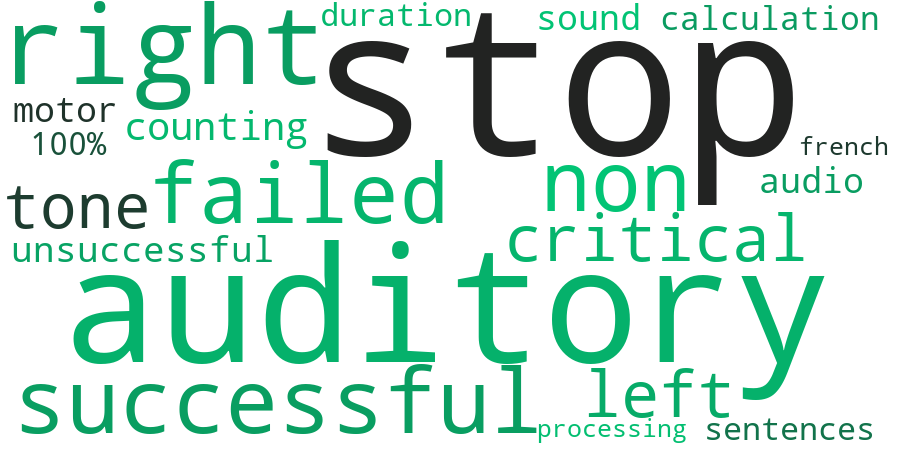 duration sound calculation
right stop
motor
counting
100% french
failed non audio
tone
critical
unsuccessful
auditory
successful left
processing sentences